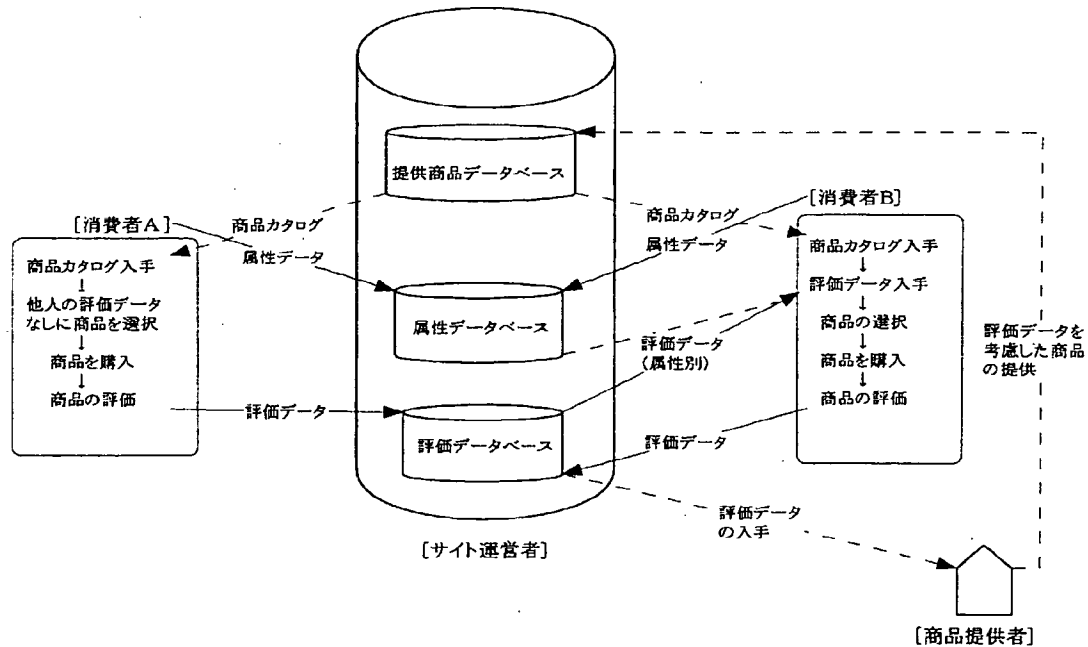 提供商品データベース
[消費者A]
商品カタログ
属性データ
商品カタログ入手
↓
他人の評価データ
なしに商品を選択
↓
商品を購入
↓
商品の評価
評価データ
属性データベース
評価データベース
[サイト運営者]
[消費者B]
商品カタログ
属性データ
商品カタログ入手
↓
評価データ入手
↓
商品の選択
↓
商品を購入
↓
商品の評価
評価データ
(属性別)
評価データ
評価データ
の入手
評価データを
考慮した商品
の提供
[商品提供者]